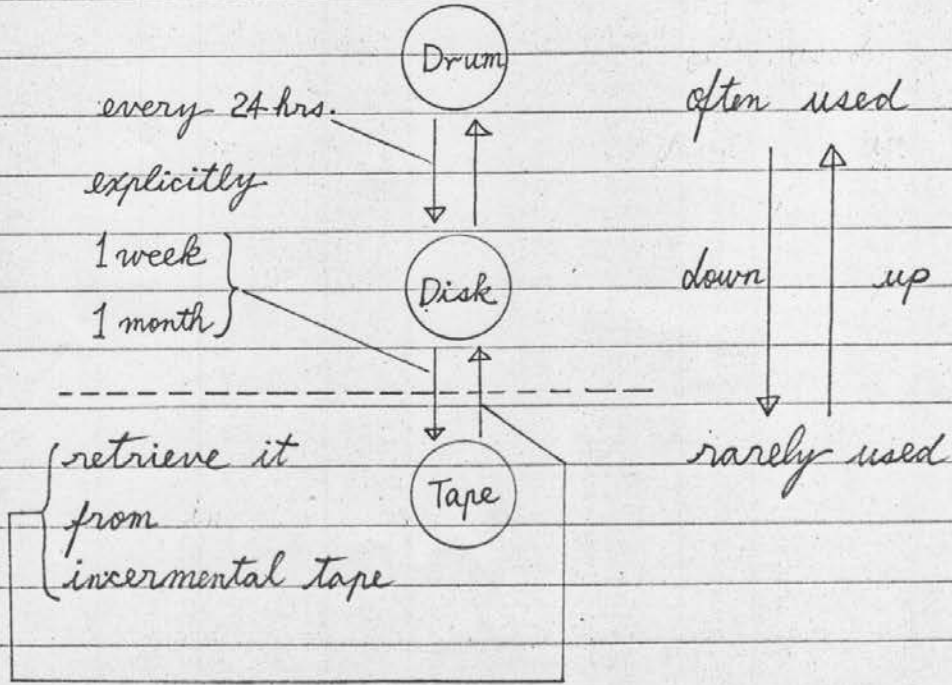 Drum
every 24 hrs.
often used
explicitly
1 week
1 month
Disk
down
up
retrieve it
from
incermental tape
Tape
rarely used